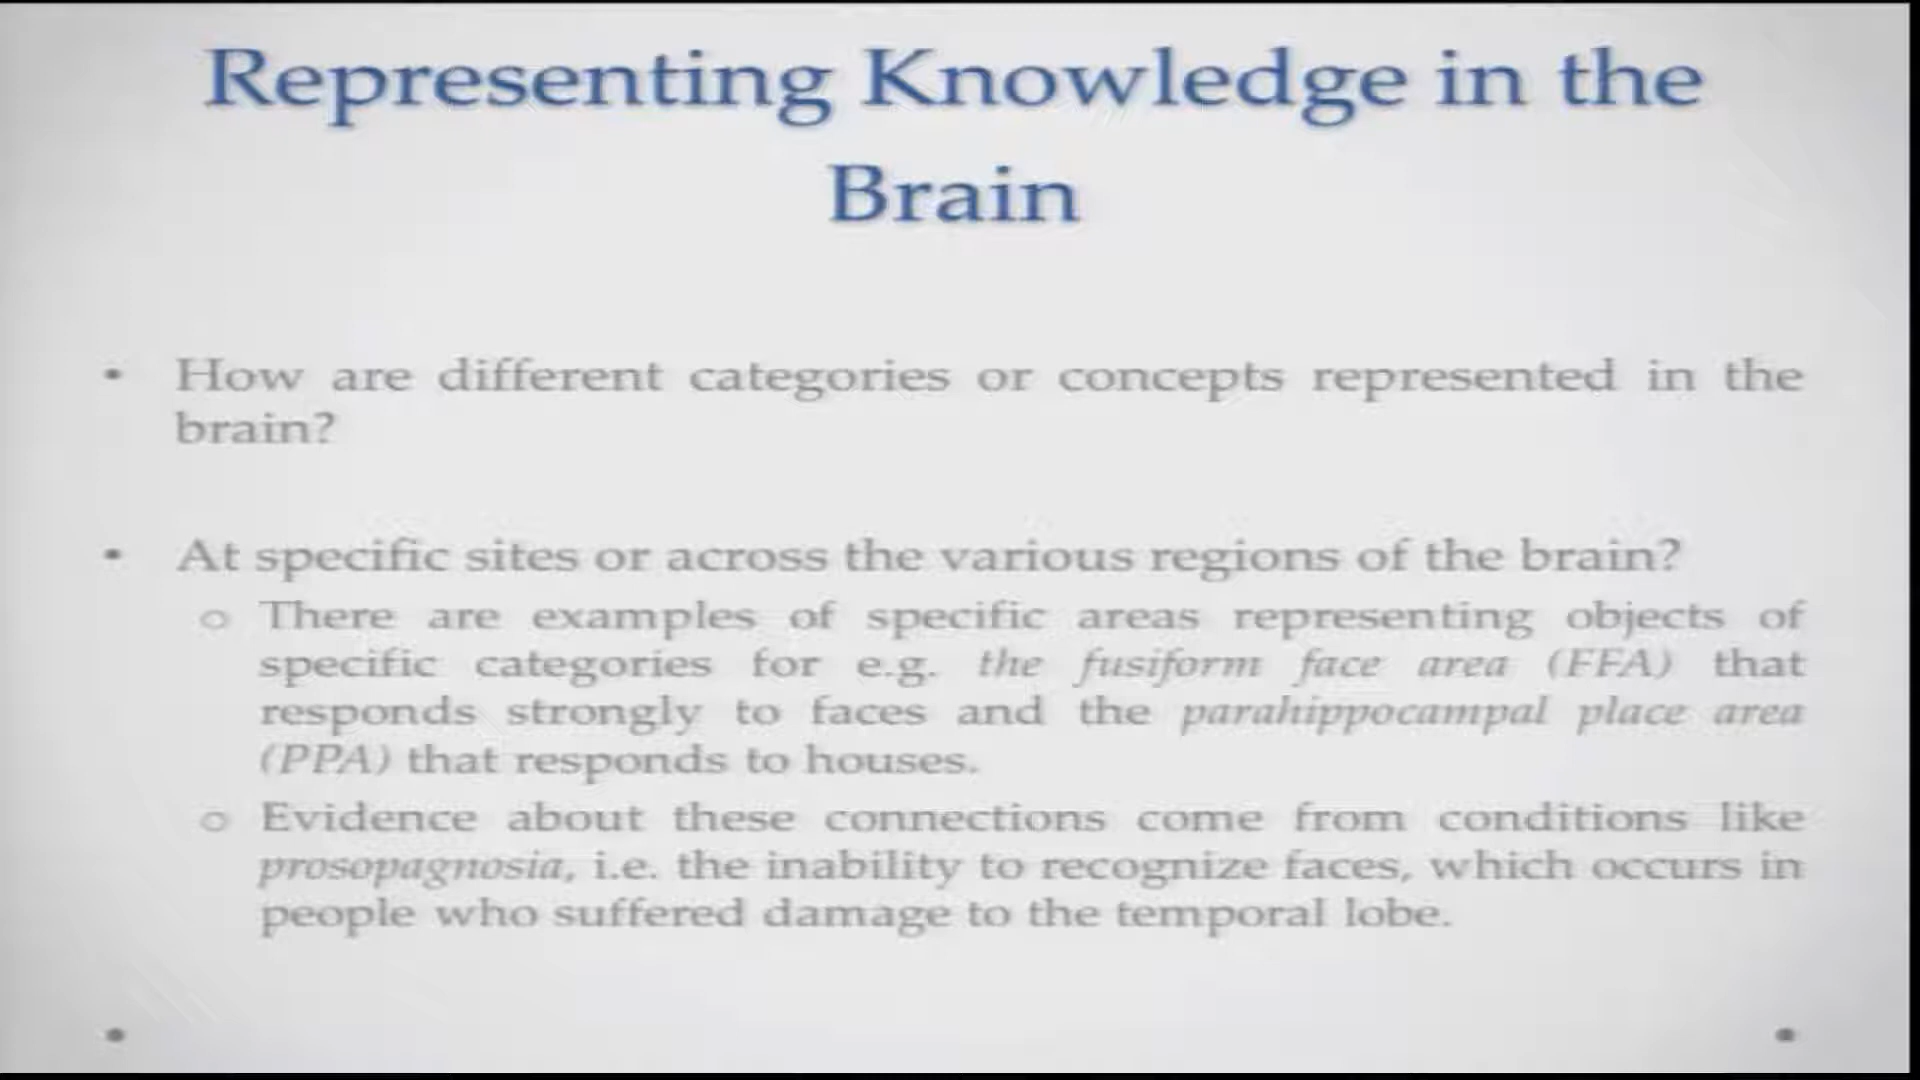 Representing Knowledge in the
Brain
• How are different categories or concepts represented in the
brain?
• At specific sites or across the various regions of the brain?
o There are examples of specific areas representing objects of
specific categories for e.g. the fusiform face area (FFA) that
responds strongly to faces and the parahippocampal place area
(PPA) that responds to houses.
o Evidence about these connections come from conditions like
prosopagnosia, i.e. the inability to recognize faces, which occurs in
people who suffered damage to the temporal lobe.